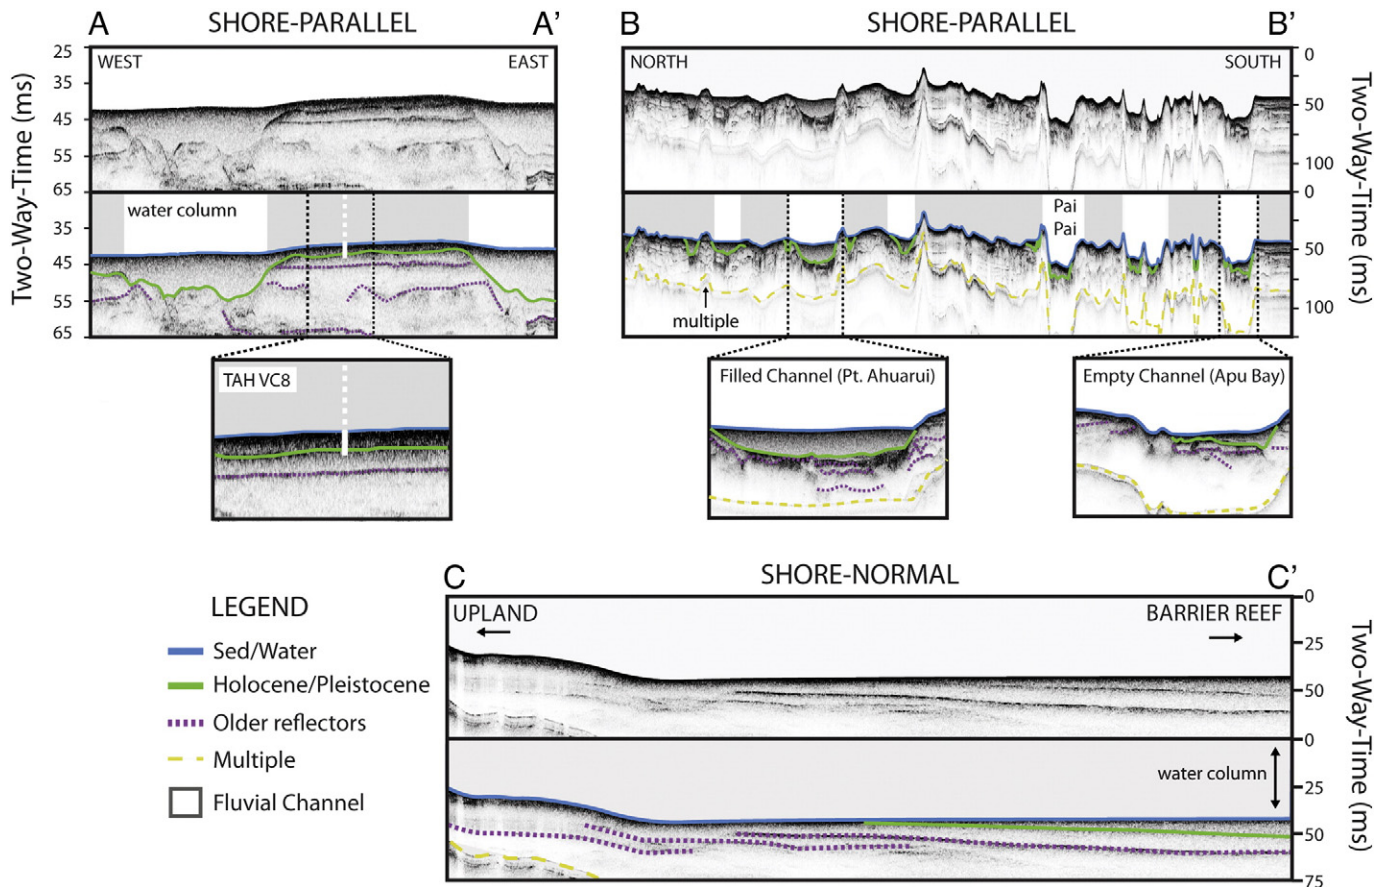 A SHORE-PARALLEL A'
WEST EAST
25
35
45
55
65
35
45
55
65
Two-Way-Time (ms)
water column
TAH VC8
B SHORE-PARALLEL B'
NORTH SOUTH
0
50
100
0
50
100
Two-Way-Time (ms)
Pai
Pai
multiple
Filled Channel (Pt. Ahuarui)
Empty Channel (Apu Bay)
C SHORE-NORMAL C'
UPLAND BARRIER REEF
0
25
50
0
25
50
75
Two-Way-Time (ms)
water column
LEGEND
Sed/Water
Holocene/Pleistocene
Older reflectors
Multiple
Fluvial Channel